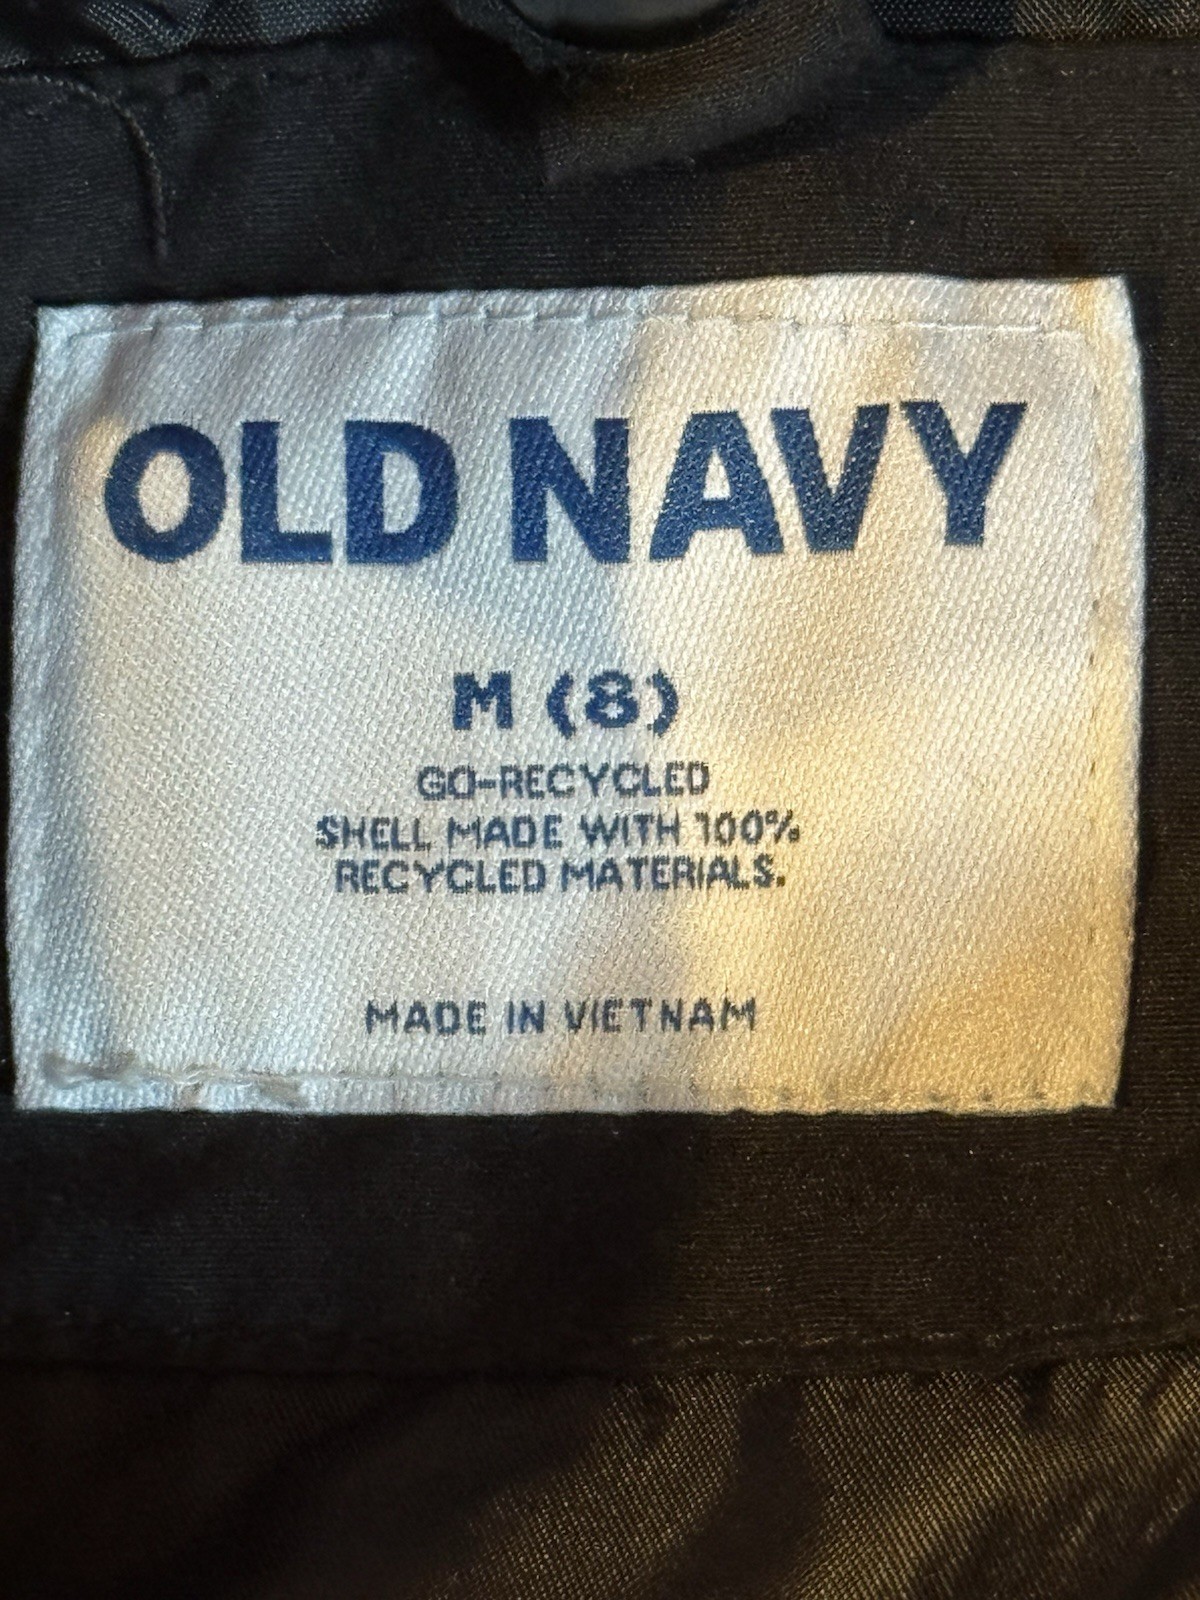 OLD NAVY
M (8)
GO-RECYCLED
SHELL MADE WITH 100%
RECYCLED MATERIALS.
MADE IN VIETNAM